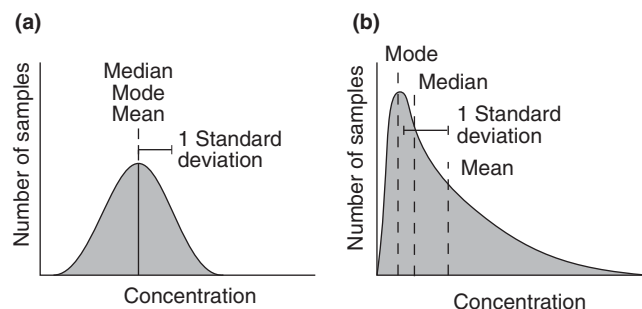 (a)
Number of samples
Median
Mode
Mean
1 Standard
deviation
Concentration
(b)
Number of samples
Mode
Median
1 Standard
deviation
Mean
Concentration